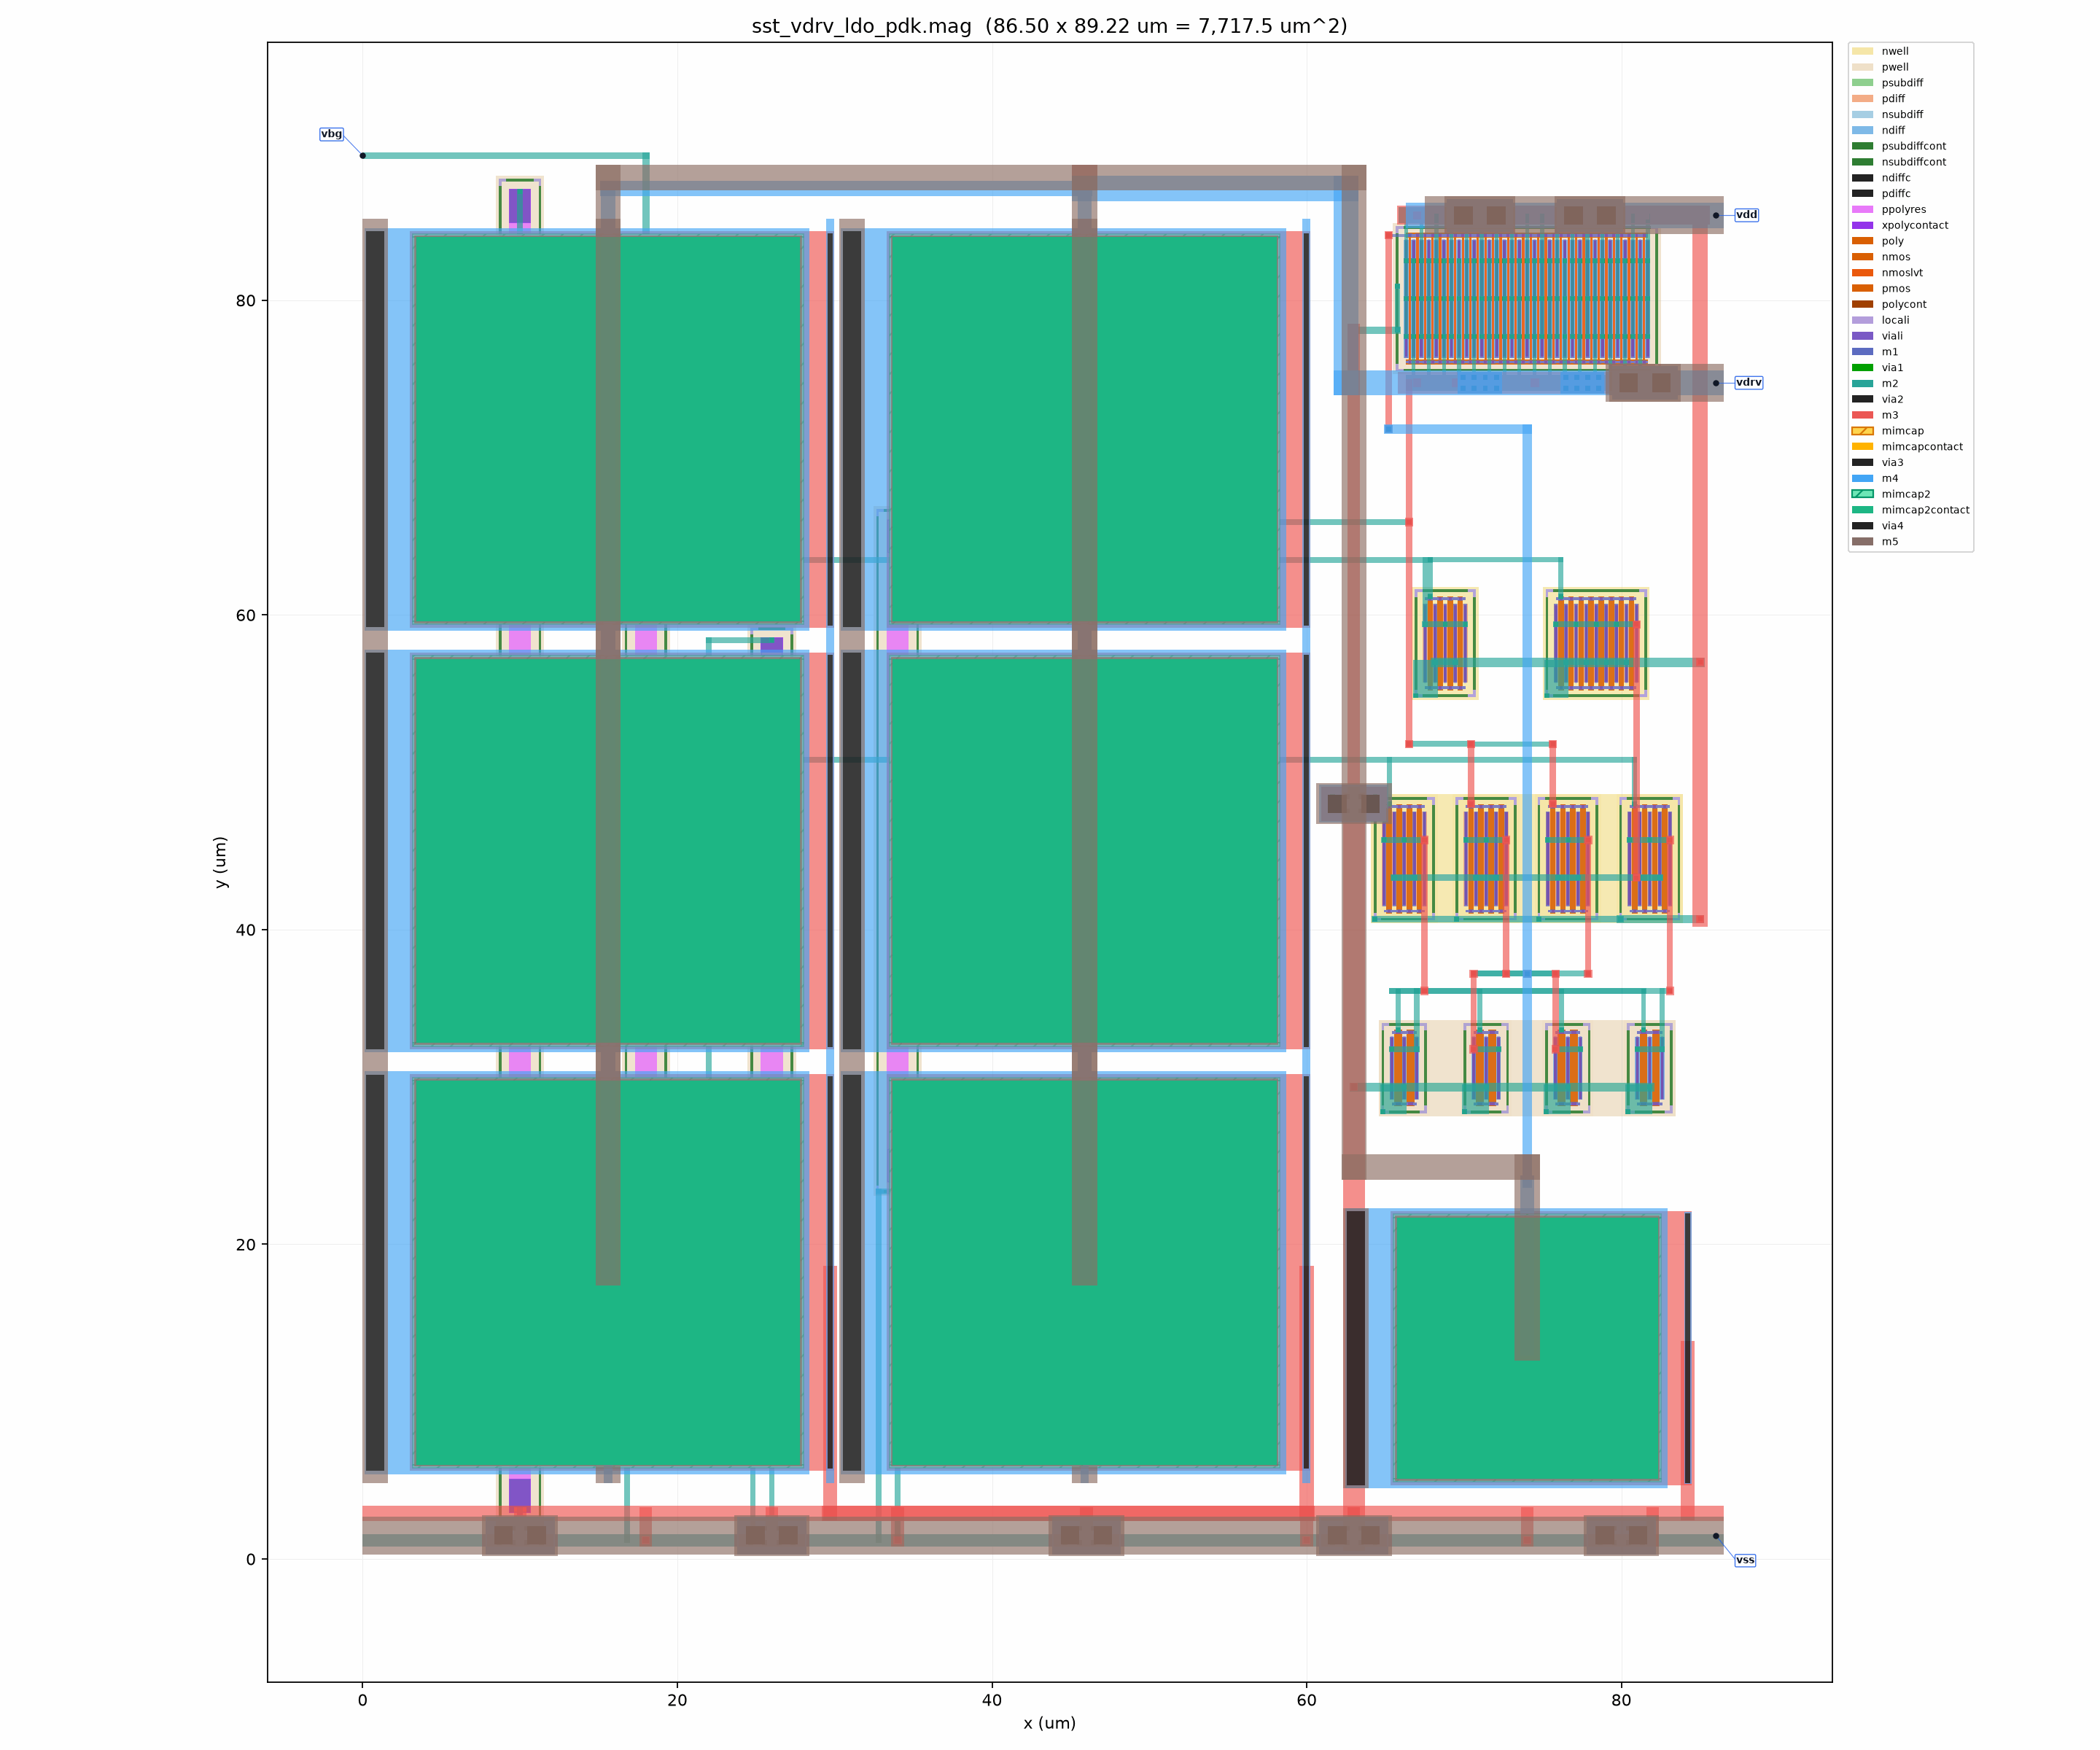 sst_vdrv_ldo_pdk.mag (86.50 x 89.22 um = 7,717.5 um^2)
vbg
vdd
vdrv
vss
80
60
40
20
0
y (um)
0
20
40
60
80
x (um)
nwell
pwell
psubdiff
pdiff
nsubdiff
ndiff
psubdiffcont
nsubdiffcont
ndiffc
pdiffc
ppolyres
xpolycontact
poly
nmos
nmoslvt
pmos
polycont
locali
viali
m1
via1
m2
via2
m3
mimcap
mimcapcontact
via3
m4
mimcap2
mimcap2contact
via4
m5